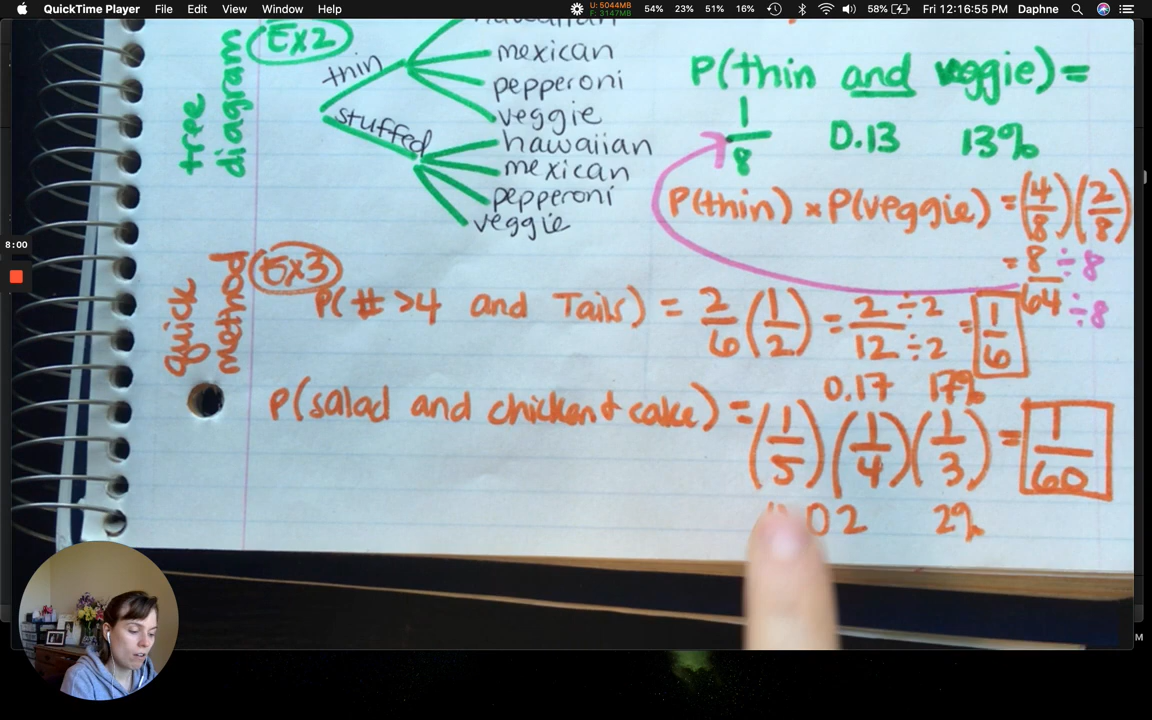 QuickTime Player File Edit View Window Help U: 5044MB F: 3147MB 54% 23% 51% 16% 58% Fri 12:16:55 PM Daphne
tree diagram
Ex2
thin
hawaiian
mexican
pepperoni
veggie
stuffed
hawaiian
mexican
pepperoni
veggie
P(thin and veggie) =
1/8 0.13 13%
P(thin) × P(veggie) = (4/8)(2/8)
= 8/64 ÷8 ÷8
8:00
quick method
Ex3
P(# >4 and Tails) = 2/6 (1/2) = 2/12 ÷2 ÷2 = 1/6
0.17 17%
P(salad and chicken & cake) = (1/5)(1/4)(1/3) = 1/60
02 2%
M